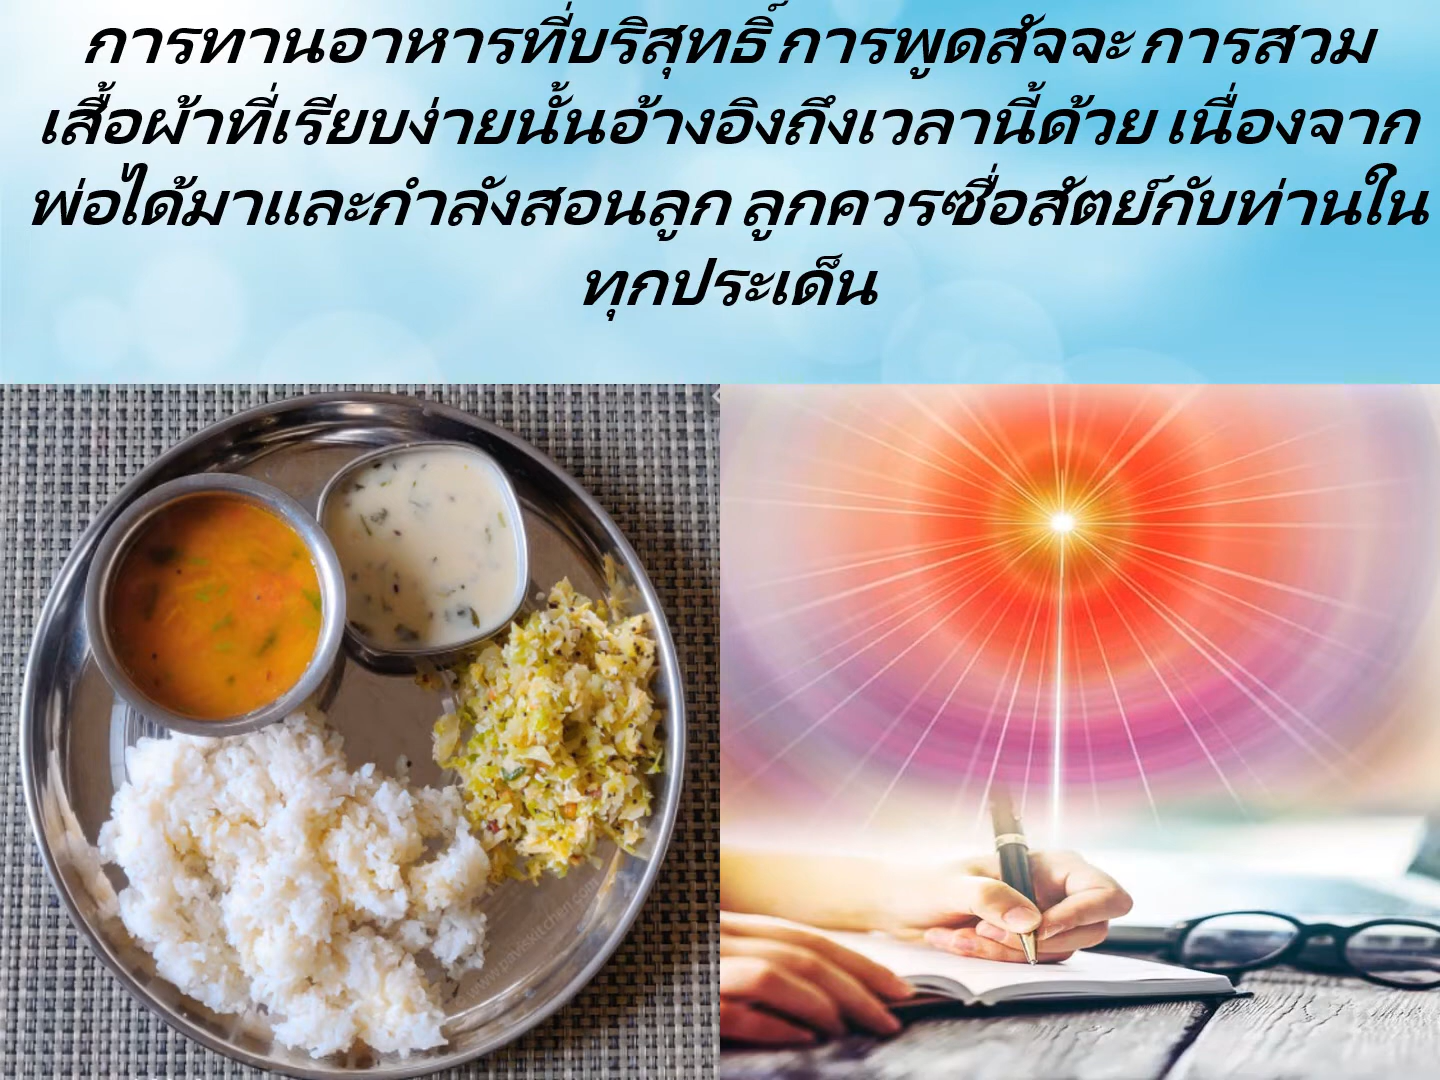 การทานอาหารที่บริสุทธิ์ การพูดสัจจะ การสวม
เสื้อผ้าที่เรียบง่ายนั้นอ้างอิงถึงเวลานี้ด้วย เนื่องจาก
พ่อได้มาและกำลังสอนลูก ลูกควรซื่อสัตย์กับท่านใน
ทุกประเด็น
www.paviskitchen.com